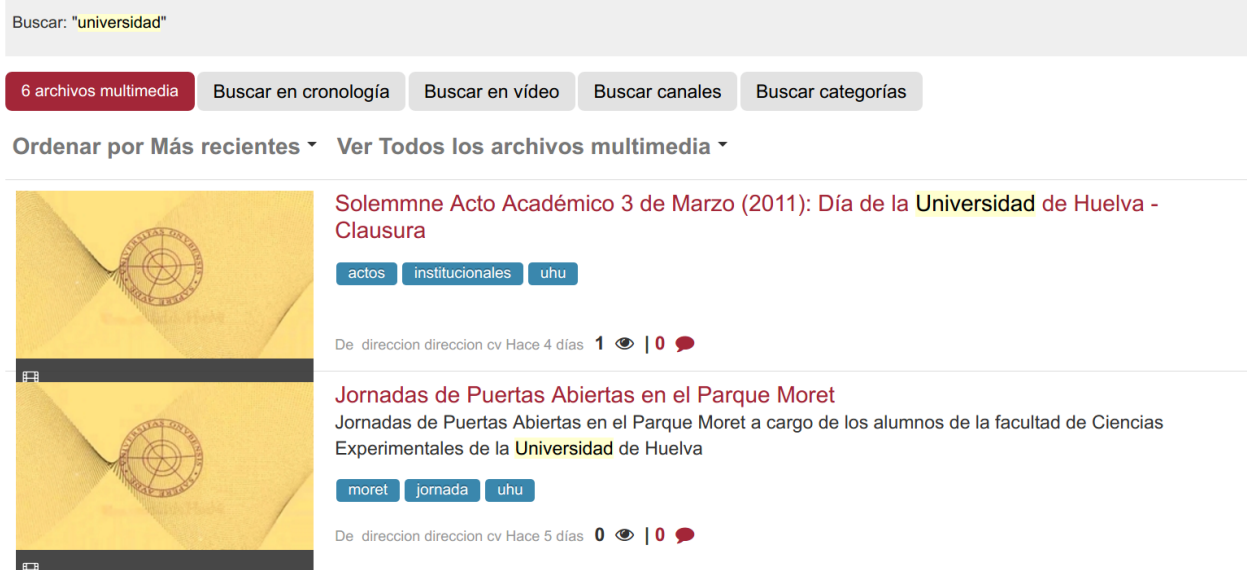 Buscar: "universidad"
6 archivos multimedia
Buscar en cronología
Buscar en vídeo
Buscar canales
Buscar categorías
Ordenar por Más recientes
Ver Todos los archivos multimedia
Solemmne Acto Académico 3 de Marzo (2011): Día de la Universidad de Huelva -
Clausura
actos institucionales uhu
De direccion direccion cv Hace 4 días 1 | 0
Jornadas de Puertas Abiertas en el Parque Moret
Jornadas de Puertas Abiertas en el Parque Moret a cargo de los alumnos de la facultad de Ciencias
Experimentales de la Universidad de Huelva
moret jornada uhu
De direccion direccion cv Hace 5 días 0 | 0